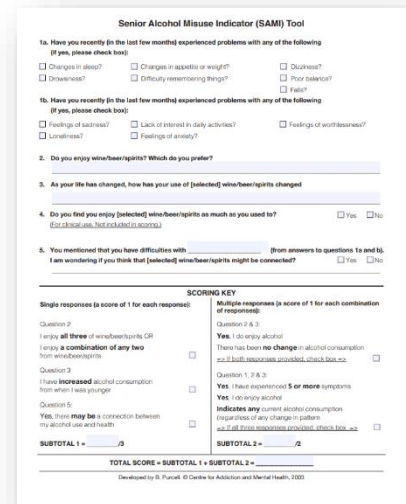 Senior Alcohol Misuse Indicator (SAMI) Tool
1a. Have you recently (in the last few months) experienced problems with any of the following
(if yes, please check box):
Changes in sleep?
Changes in appetite or weight?
Dizziness?
Drowsiness?
Difficulty remembering things?
Poor balance?
Falls?
1b. Have you recently (in the last few months) experienced problems with any of the following
(if yes, please check box):
Feelings of sadness?
Lack of interest in daily activities?
Feelings of worthlessness?
Loneliness?
Feelings of anxiety?
2. Do you enjoy wine/beer/spirits? Which do you prefer?
3. As your life has changed, how has your use of [selected] wine/beer/spirits changed
4. Do you find you enjoy [selected] wine/beer/spirits as much as you used to?
Yes No
(For clinical use. Not included in scoring.)
5. You mentioned that you have difficulties with (from answers to questions 1a and b).
I am wondering if you think that [selected] wine/beer/spirits might be connected?
Yes No
SCORING KEY
Single responses (a score of 1 for each response):
Question 2
I enjoy all three of wine/beer/spirits OR
I enjoy a combination of any two
from wine/beer/spirits
Question 3
I have increased alcohol consumption
from when I was younger
Question 5:
Yes, there may be a connection between
my alcohol use and health
SUBTOTAL 1 = /3
Multiple responses (a score of 1 for each combination
of responses):
Question 2 & 3:
Yes, I do enjoy alcohol
There has been no change in alcohol consumption
=> If both responses provided, check box =>
Question 1, 2 & 3:
Yes, I have experienced 5 or more symptoms
Yes, I do enjoy alcohol
Indicates any current alcohol consumption
(regardless of any change in pattern
=> If all three responses provided, check box =>
SUBTOTAL 2 = /2
TOTAL SCORE = SUBTOTAL 1 + SUBTOTAL 2 =
Developed by B. Purcell. © Centre for Addiction and Mental Health, 2003